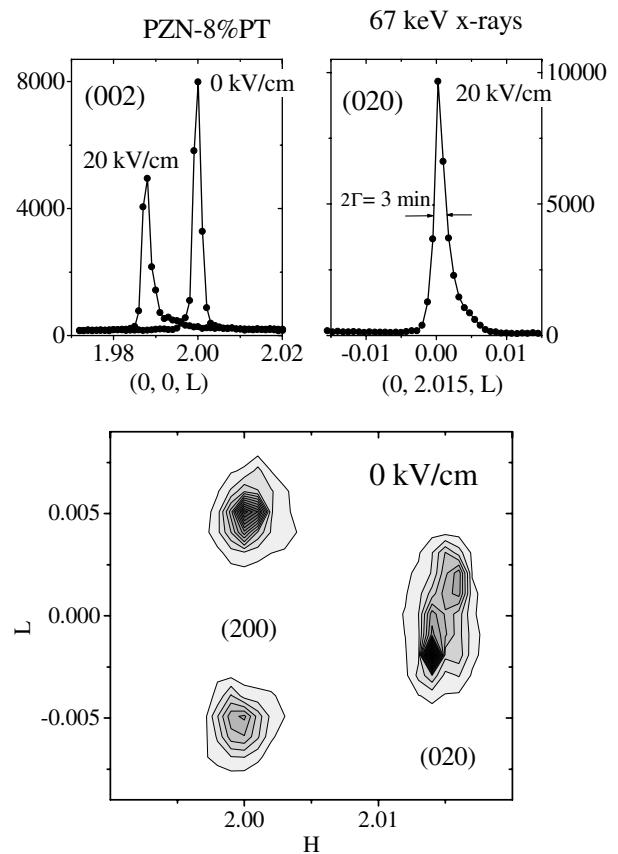 PZN-8%PT
67 keV x-rays
(002)
0 kV/cm
20 kV/cm
8000
4000
0
1.98
2.00
2.02
(0, 0, L)
(020)
20 kV/cm
2Γ= 3 min.
10000
5000
0
-0.01
0.00
0.01
(0, 2.015, L)
0 kV/cm
0.005
0.000
-0.005
L
(200)
(020)
2.00
2.01
H